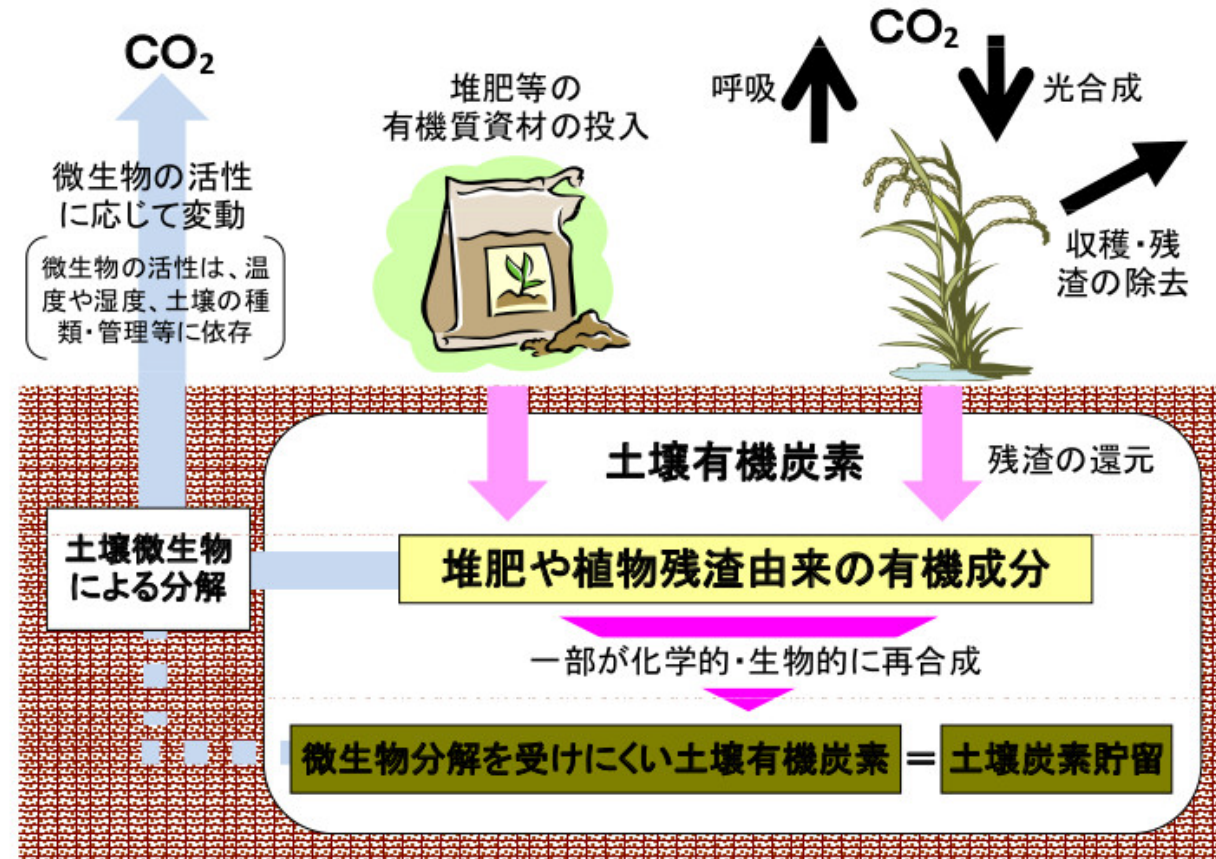 CO₂
微生物の活性
に応じて変動
微生物の活性は、温
度や湿度、土壌の種
類・管理等に依存
堆肥等の
有機質資材の投入
CO₂
呼吸
光合成
収穫・残
渣の除去
土壌有機炭素
残渣の還元
土壌微生物
による分解
堆肥や植物残渣由来の有機成分
一部が化学的・生物的に再合成
微生物分解を受けにくい土壌有機炭素
=
土壌炭素貯留